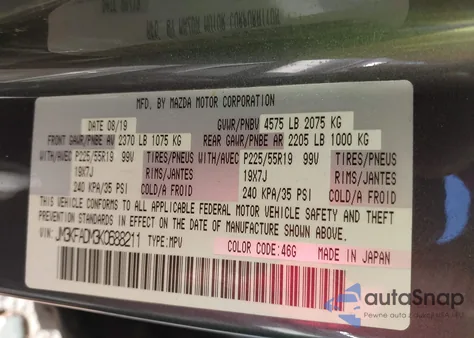 MFD. BY MAZDA MOTOR CORPORATION
DATE 08/19 GVWR/PNBV 4575 LB 2075 KG
FRONT GAWR/PNBE AV 2370 LB 1075 KG REAR GAWR/PNBE AR 2205 LB 1000 KG
WITH/AVEC P225/55R19 99V TIRES/PNEUS WITH/AVEC P225/55R19 99V TIRES/PNEUS
19X7J RIMS/JANTES 19X7J RIMS/JANTES
240 KPA/35 PSI COLD/A FROID 240 KPA/35 PSI COLD/A FROID
THIS VEHICLE CONFORMS TO ALL APPLICABLE FEDERAL MOTOR VEHICLE SAFETY AND THEFT
PREVENTION STANDARDS IN EFFECT ON THE DATE OF MANUFACTURE SHOWN ABOVE.
VIN: JM3KFADM3K0588211 TYPE:MPV COLOR CODE:46G MADE IN JAPAN
autoSnap